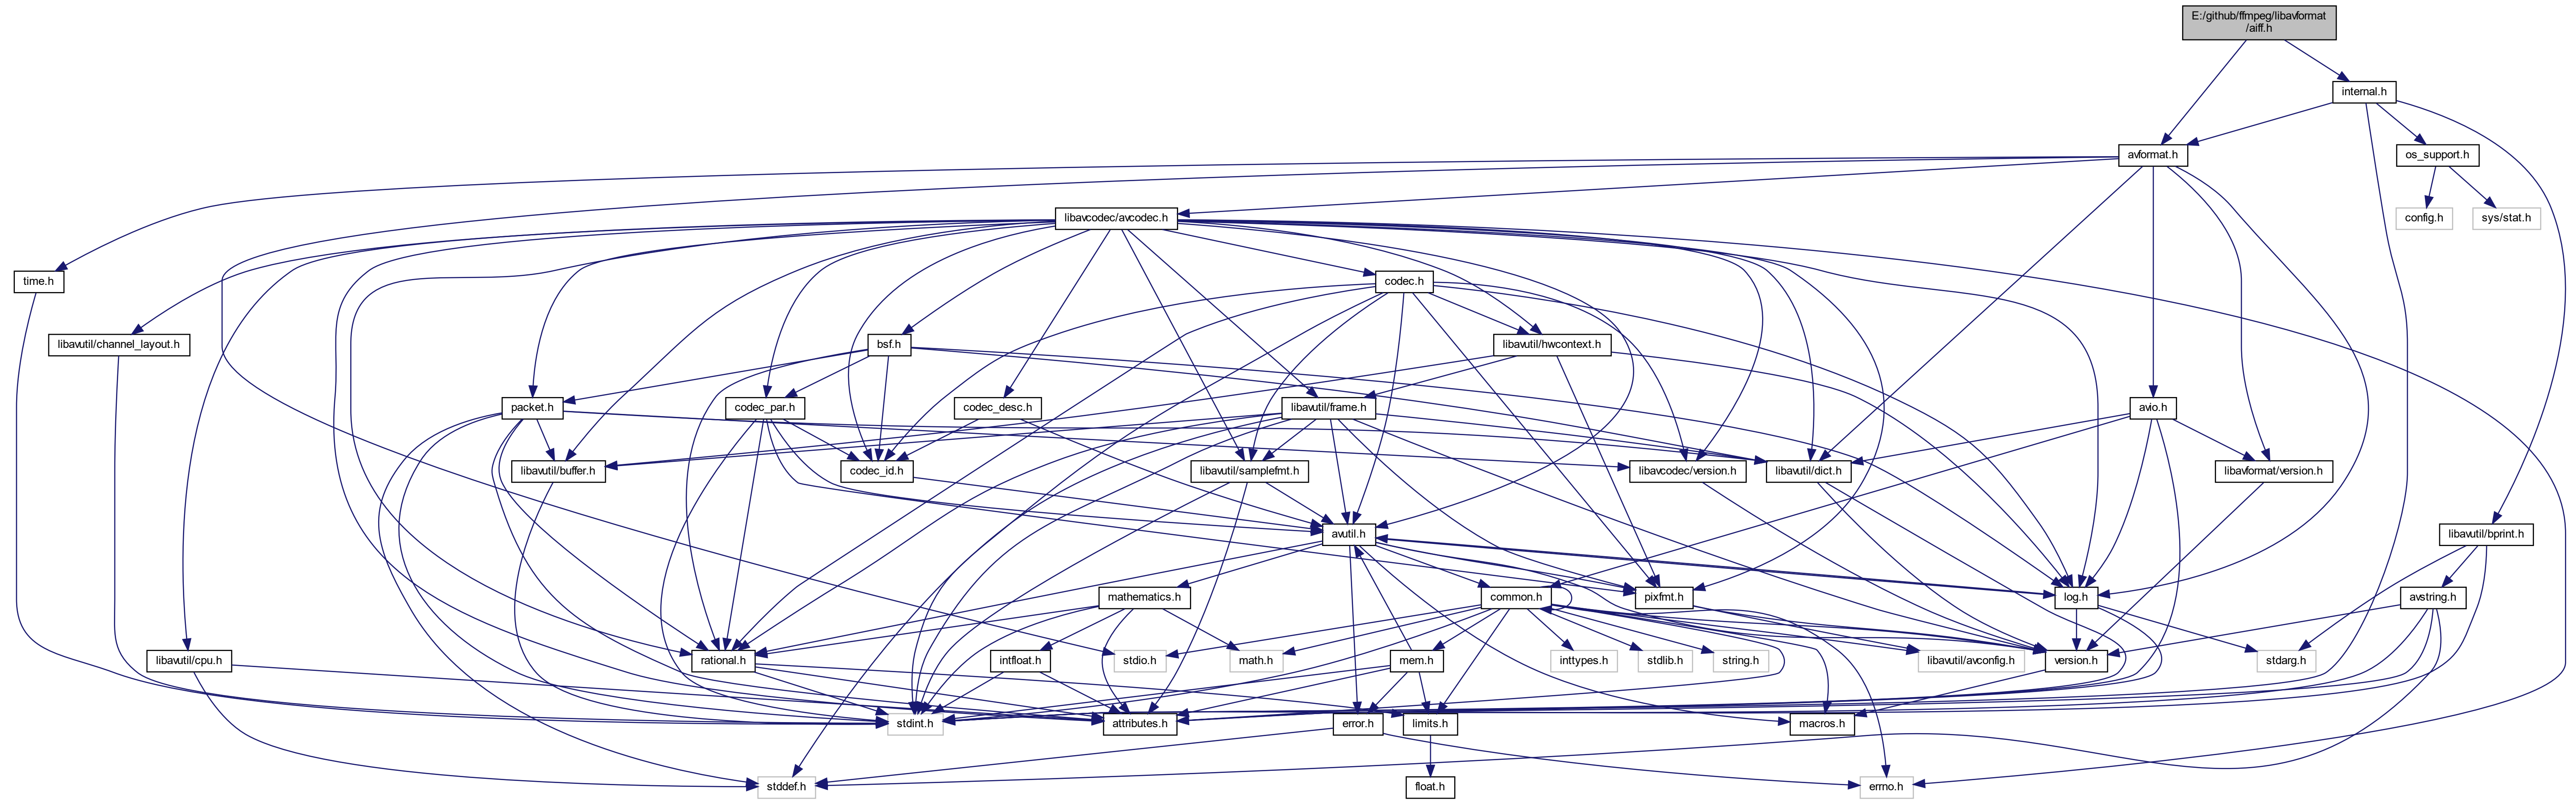 E:/github/ffmpeg/libavformat
/aiff.h
internal.h
avformat.h
os_support.h
libavcodec/avcodec.h
config.h
sys/stat.h
time.h
codec.h
libavutil/channel_layout.h
bsf.h
libavutil/hwcontext.h
packet.h
codec_par.h
codec_desc.h
libavutil/frame.h
avio.h
libavutil/buffer.h
codec_id.h
libavutil/samplefmt.h
libavcodec/version.h
libavutil/dict.h
libavformat/version.h
avutil.h
libavutil/bprint.h
mathematics.h
common.h
pixfmt.h
log.h
avstring.h
libavutil/cpu.h
rational.h
intfloat.h
stdio.h
math.h
mem.h
inttypes.h
stdlib.h
string.h
libavutil/avconfig.h
version.h
stdarg.h
stdint.h
attributes.h
error.h
limits.h
macros.h
stddef.h
float.h
errno.h